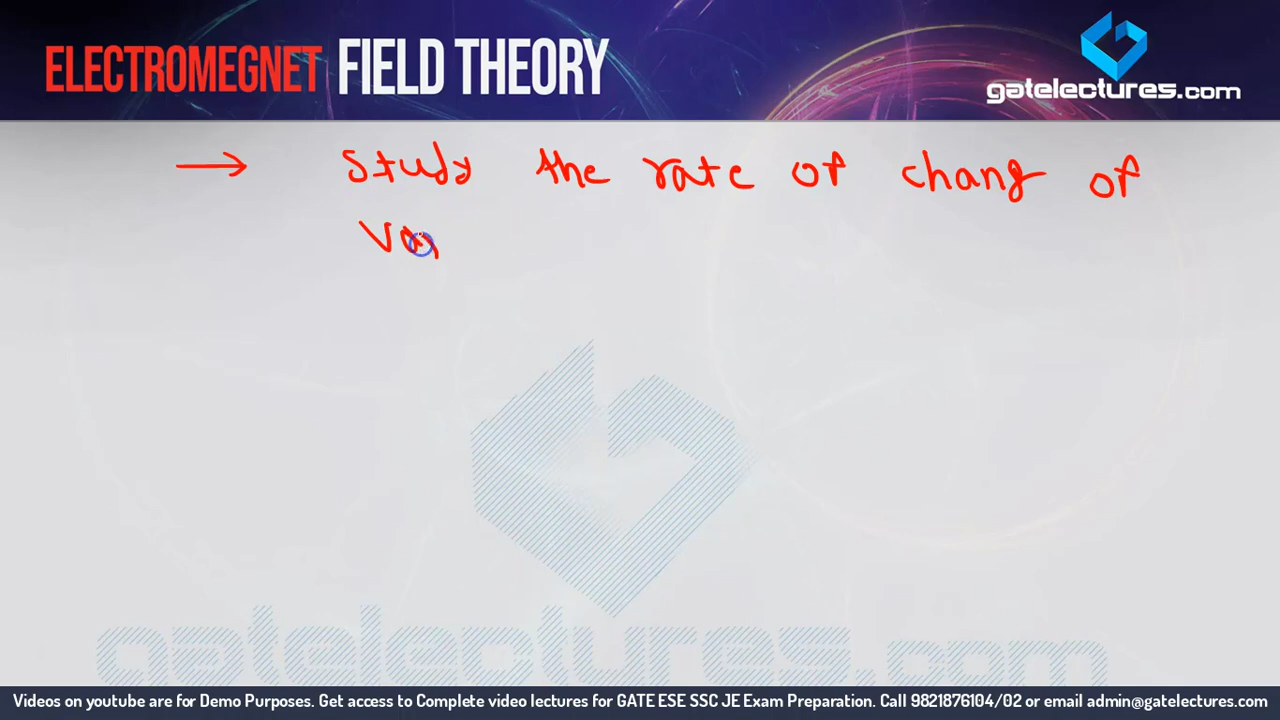 ELECTROMEGNET FIELD THEORY
gatelectures.com
→ Study the rate of chang of
gatelectures.com
Videos on youtube are for Demo Purposes. Get access to Complete video lectures for GATE ESE SSC JE Exam Preparation. Call 9821876104/02 or email admin@gatelectures.com